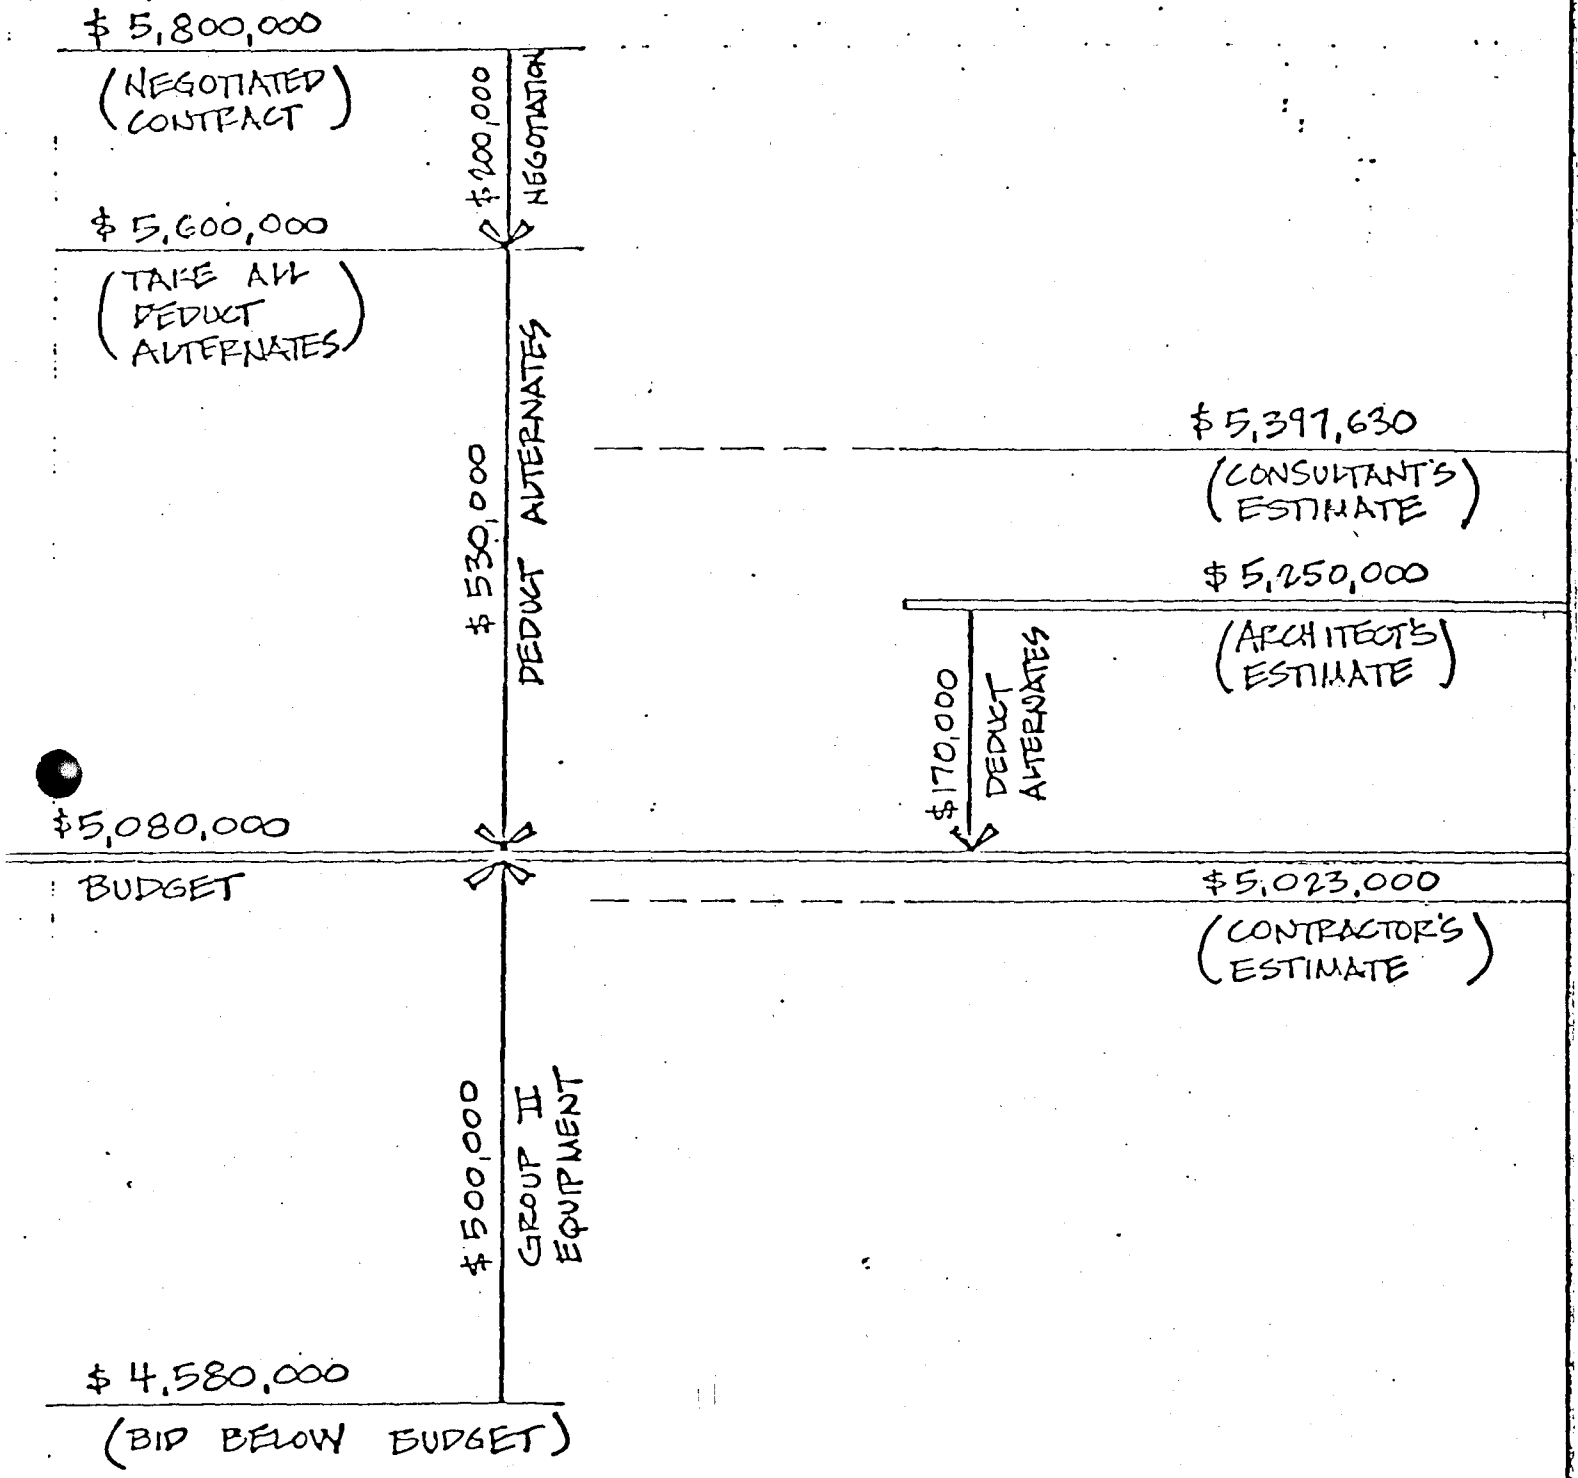 $ 5,800,000
(NEGOTIATED
CONTRACT)
$200,000
NEGOTIATION
$ 5,600,000
(TAKE ALL
DEDUCT
ALTERNATES)
$ 530,000
DEDUCT ALTERNATES
$ 5,397,630
(CONSULTANT'S
ESTIMATE)
$ 5,250,000
(ARCHITECT'S
ESTIMATE)
$170,000
DEDUCT
ALTERNATES
$5,080,000
BUDGET
$5,023,000
(CONTRACTOR'S
ESTIMATE)
$ 500,000
GROUP III
EQUIPMENT
$ 4,580,000
(BID BELOW BUDGET)